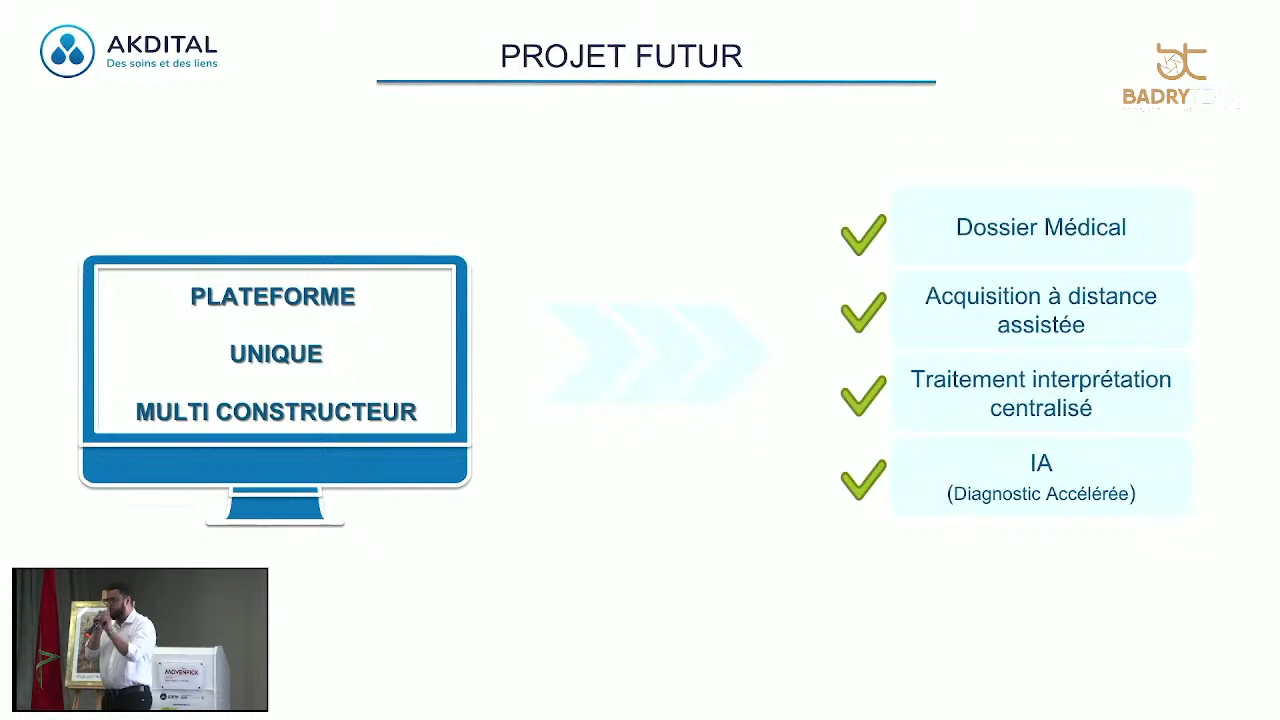 AKDITAL
Des soins et des liens
PROJET FUTUR
BADRY
PLATEFORME
UNIQUE
MULTI CONSTRUCTEUR
Dossier Médical
Acquisition à distance
assistée
Traitement interprétation
centralisé
IA
(Diagnostic Accélérée)
MÖVENPICK